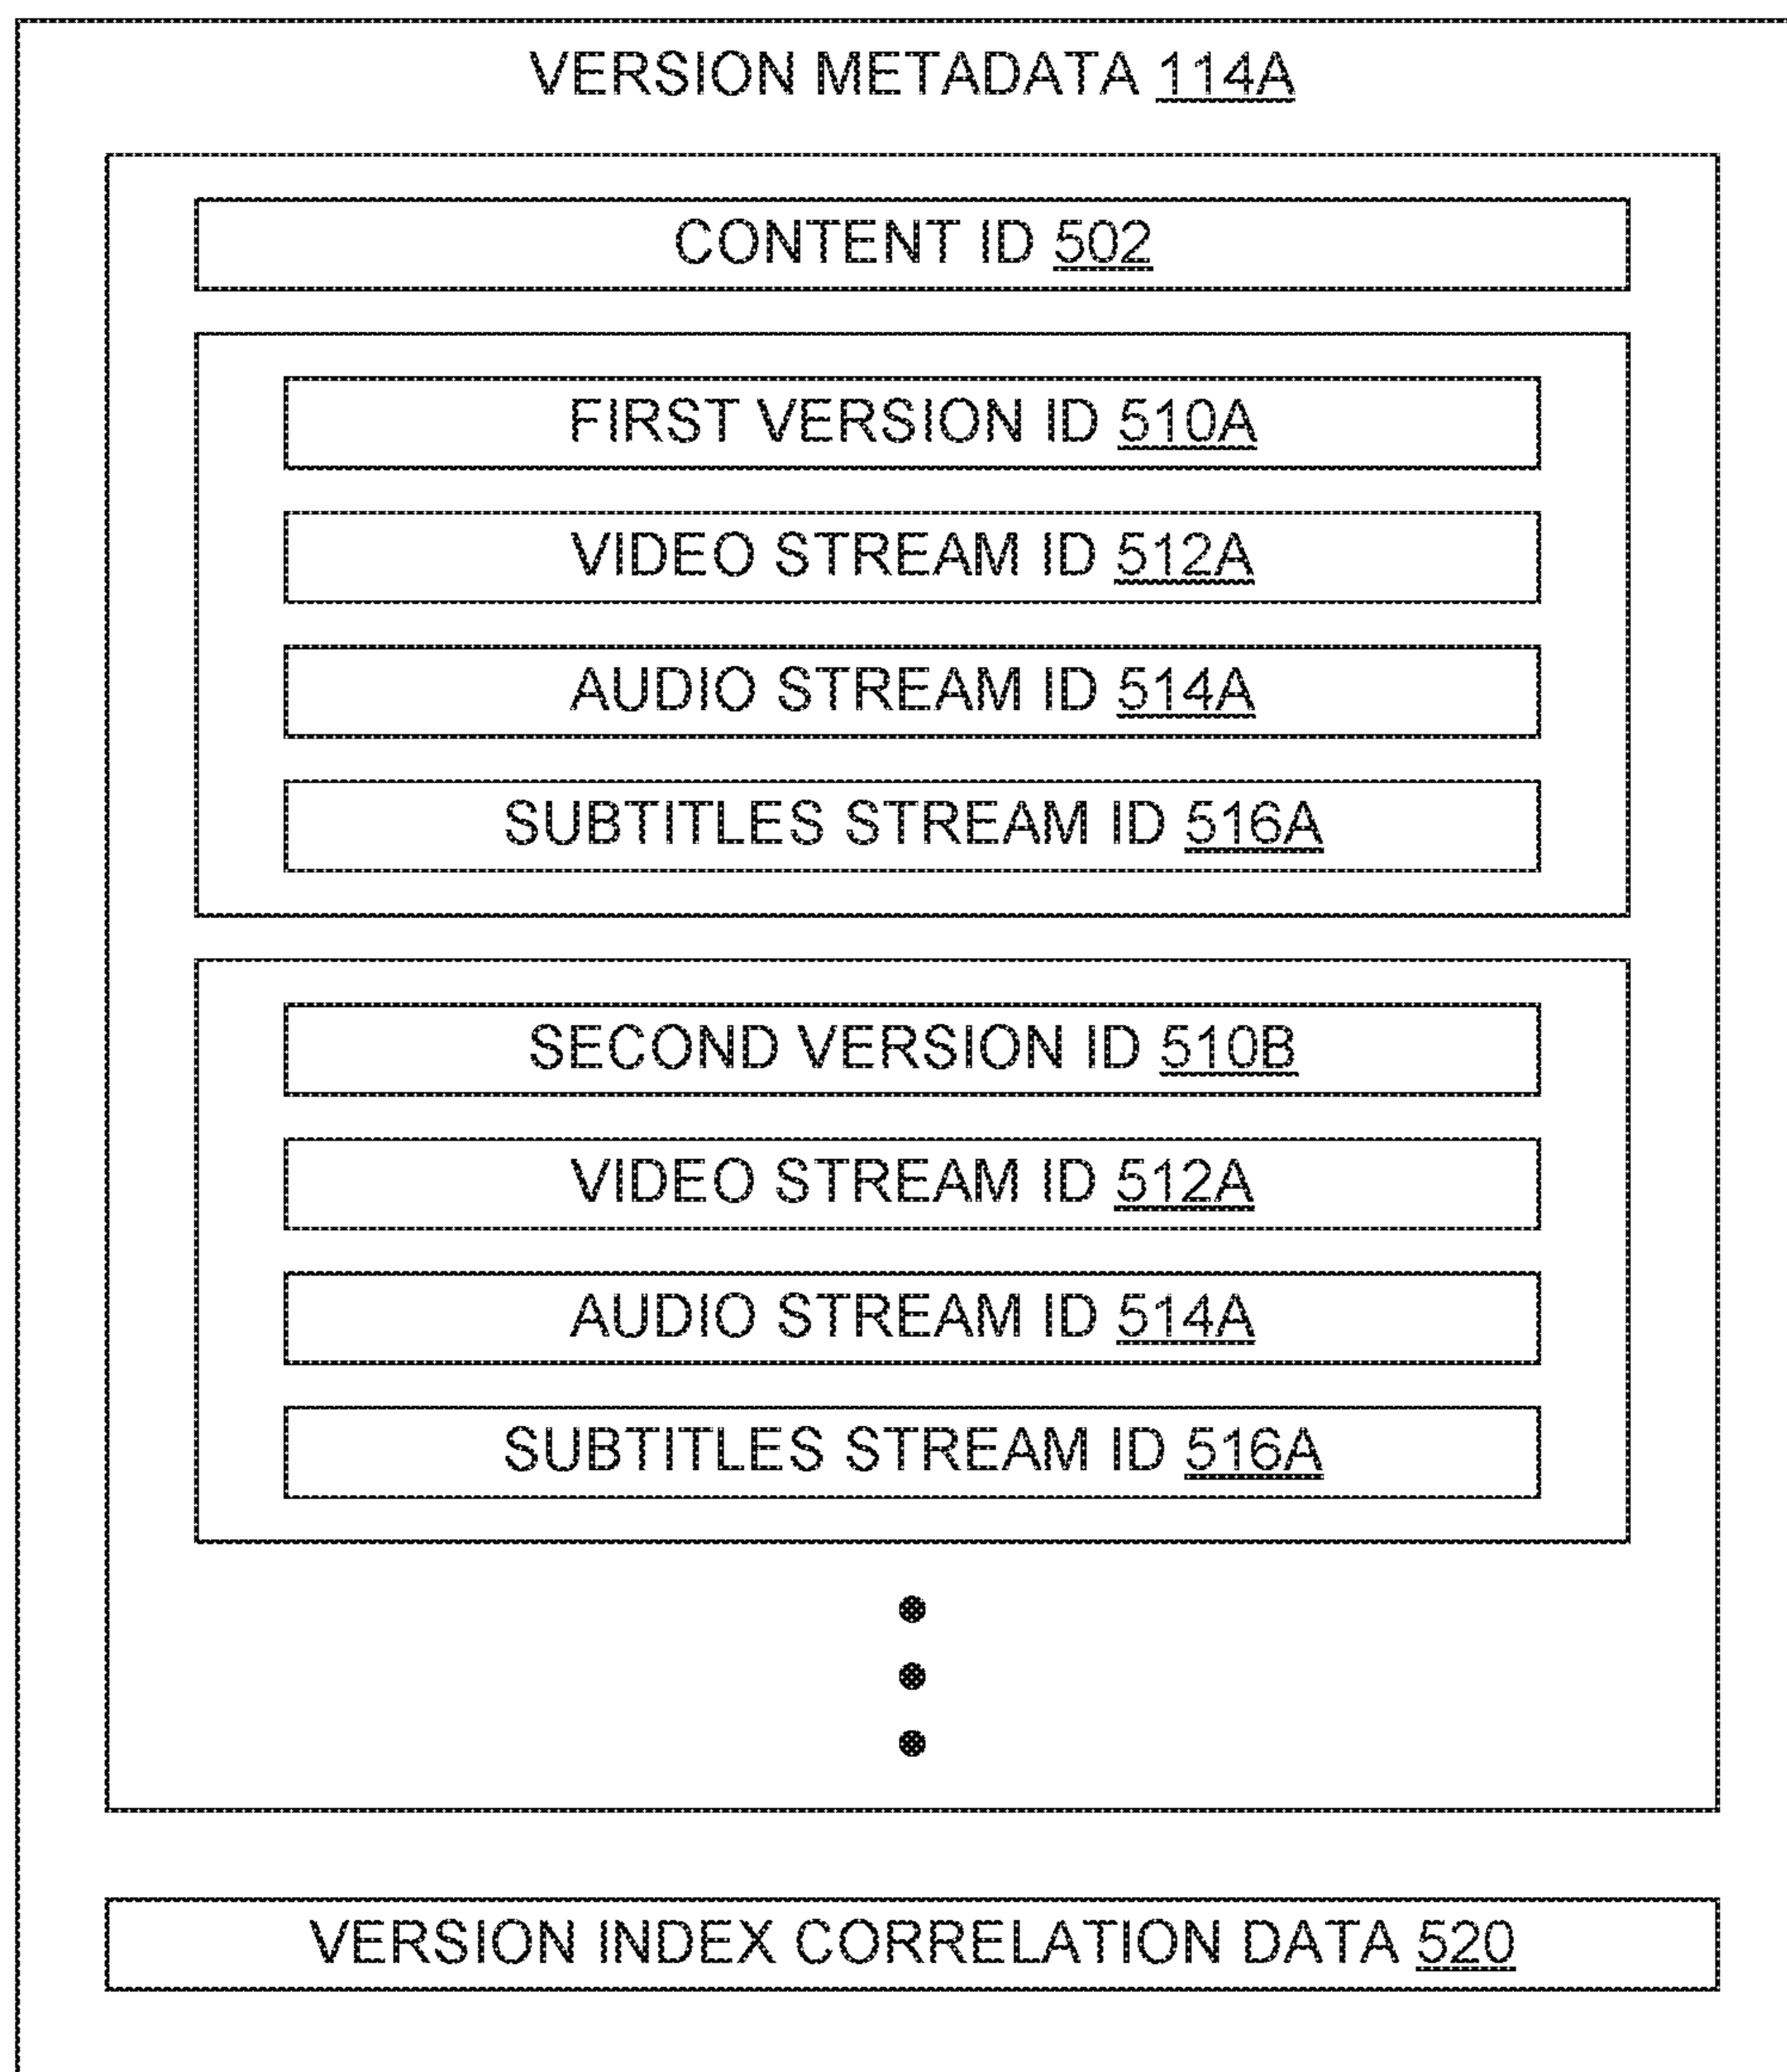 VERSION METADATA 114A
CONTENT ID 502
FIRST VERSION ID 510A
VIDEO STREAM ID 512A
AUDIO STREAM ID 514A
SUBTITLES STREAM ID 516A
SECOND VERSION ID 510B
VIDEO STREAM ID 512A
AUDIO STREAM ID 514A
SUBTITLES STREAM ID 516A
VERSION INDEX CORRELATION DATA 520